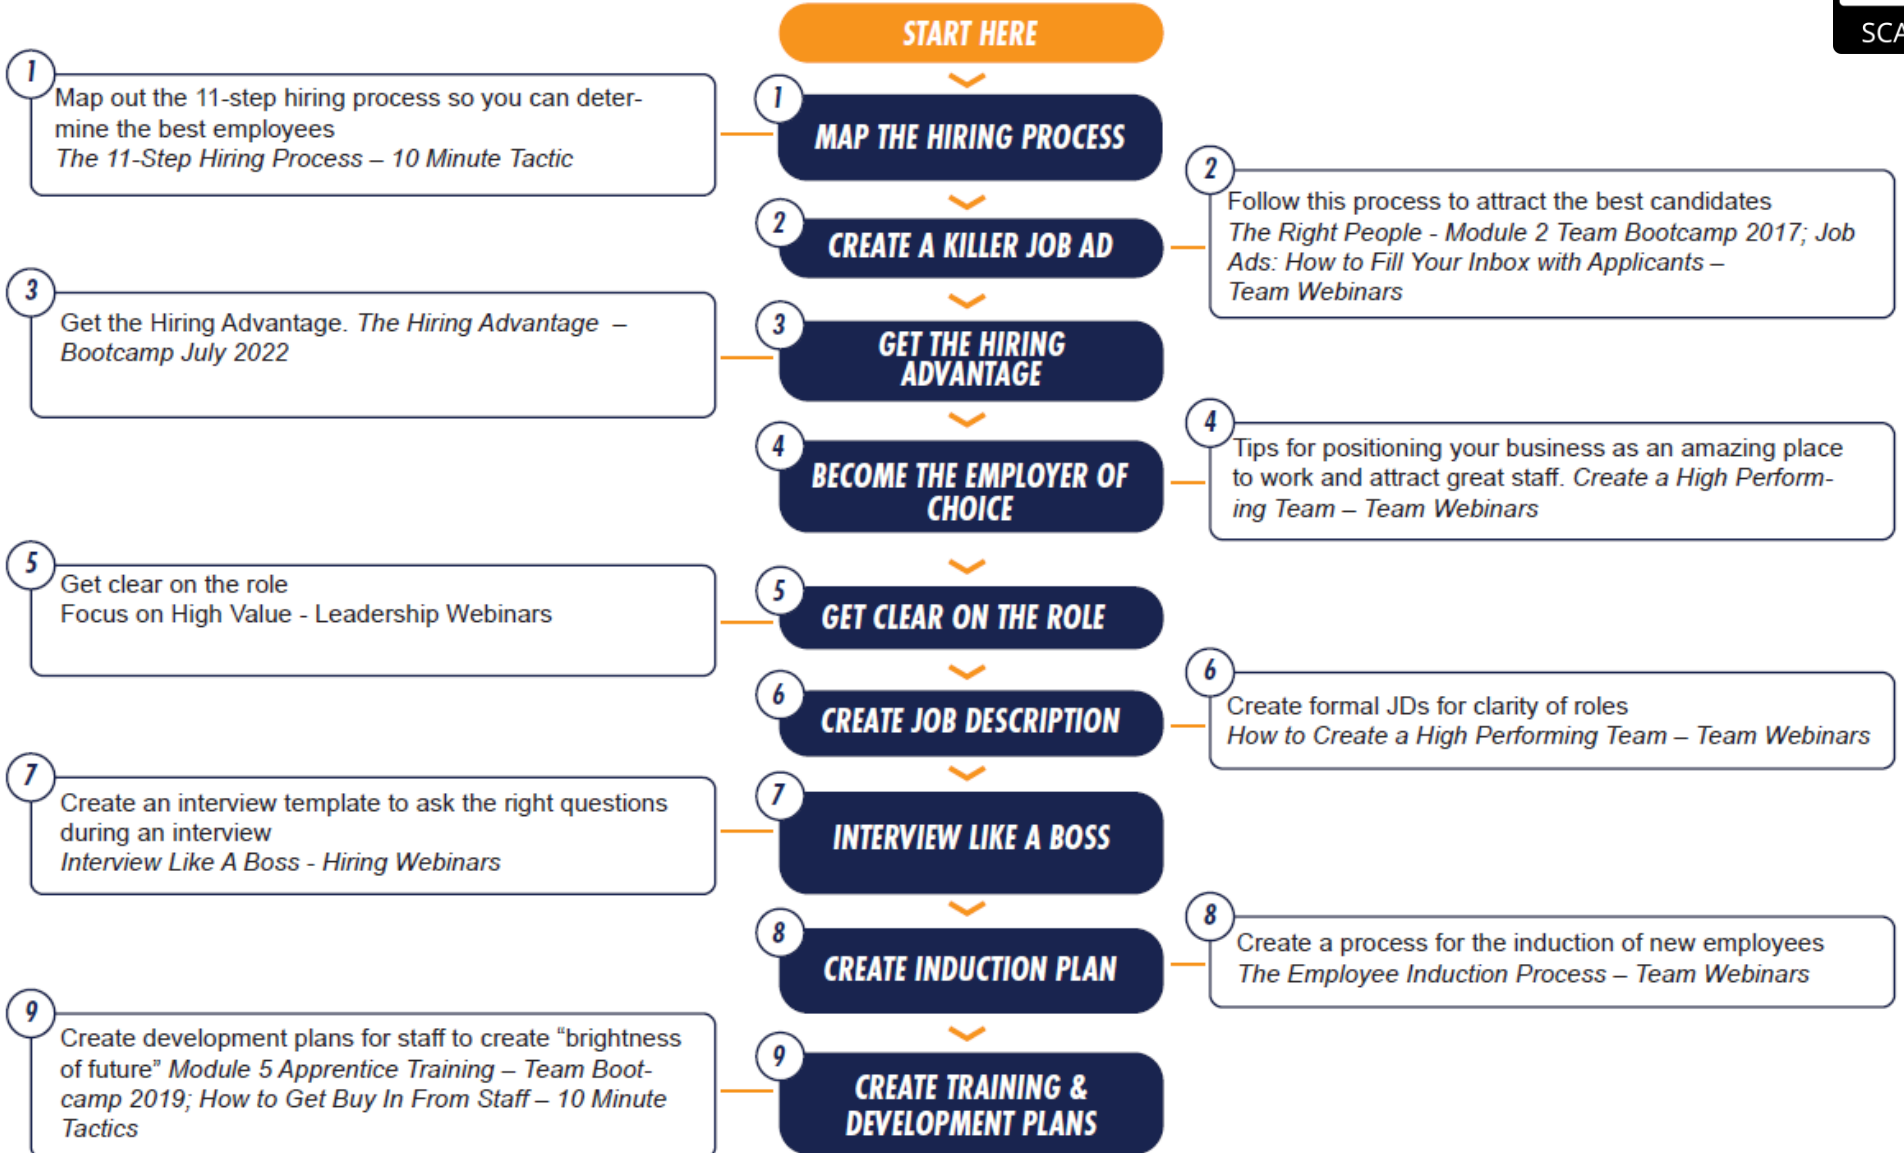 START HERE
SCA
1
Map out the 11-step hiring process so you can deter-
mine the best employees
The 11-Step Hiring Process – 10 Minute Tactic
1
MAP THE HIRING PROCESS
2
Follow this process to attract the best candidates
The Right People - Module 2 Team Bootcamp 2017; Job
Ads: How to Fill Your Inbox with Applicants –
Team Webinars
2
CREATE A KILLER JOB AD
3
Get the Hiring Advantage. The Hiring Advantage –
Bootcamp July 2022
3
GET THE HIRING
ADVANTAGE
4
Tips for positioning your business as an amazing place
to work and attract great staff. Create a High Perform-
ing Team – Team Webinars
4
BECOME THE EMPLOYER OF
CHOICE
5
Get clear on the role
Focus on High Value - Leadership Webinars
5
GET CLEAR ON THE ROLE
6
Create formal JDs for clarity of roles
How to Create a High Performing Team – Team Webinars
6
CREATE JOB DESCRIPTION
7
Create an interview template to ask the right questions
during an interview
Interview Like A Boss - Hiring Webinars
7
INTERVIEW LIKE A BOSS
8
Create a process for the induction of new employees
The Employee Induction Process – Team Webinars
8
CREATE INDUCTION PLAN
9
Create development plans for staff to create “brightness
of future” Module 5 Apprentice Training – Team Boot-
camp 2019; How to Get Buy In From Staff – 10 Minute
Tactics
9
CREATE TRAINING &
DEVELOPMENT PLANS